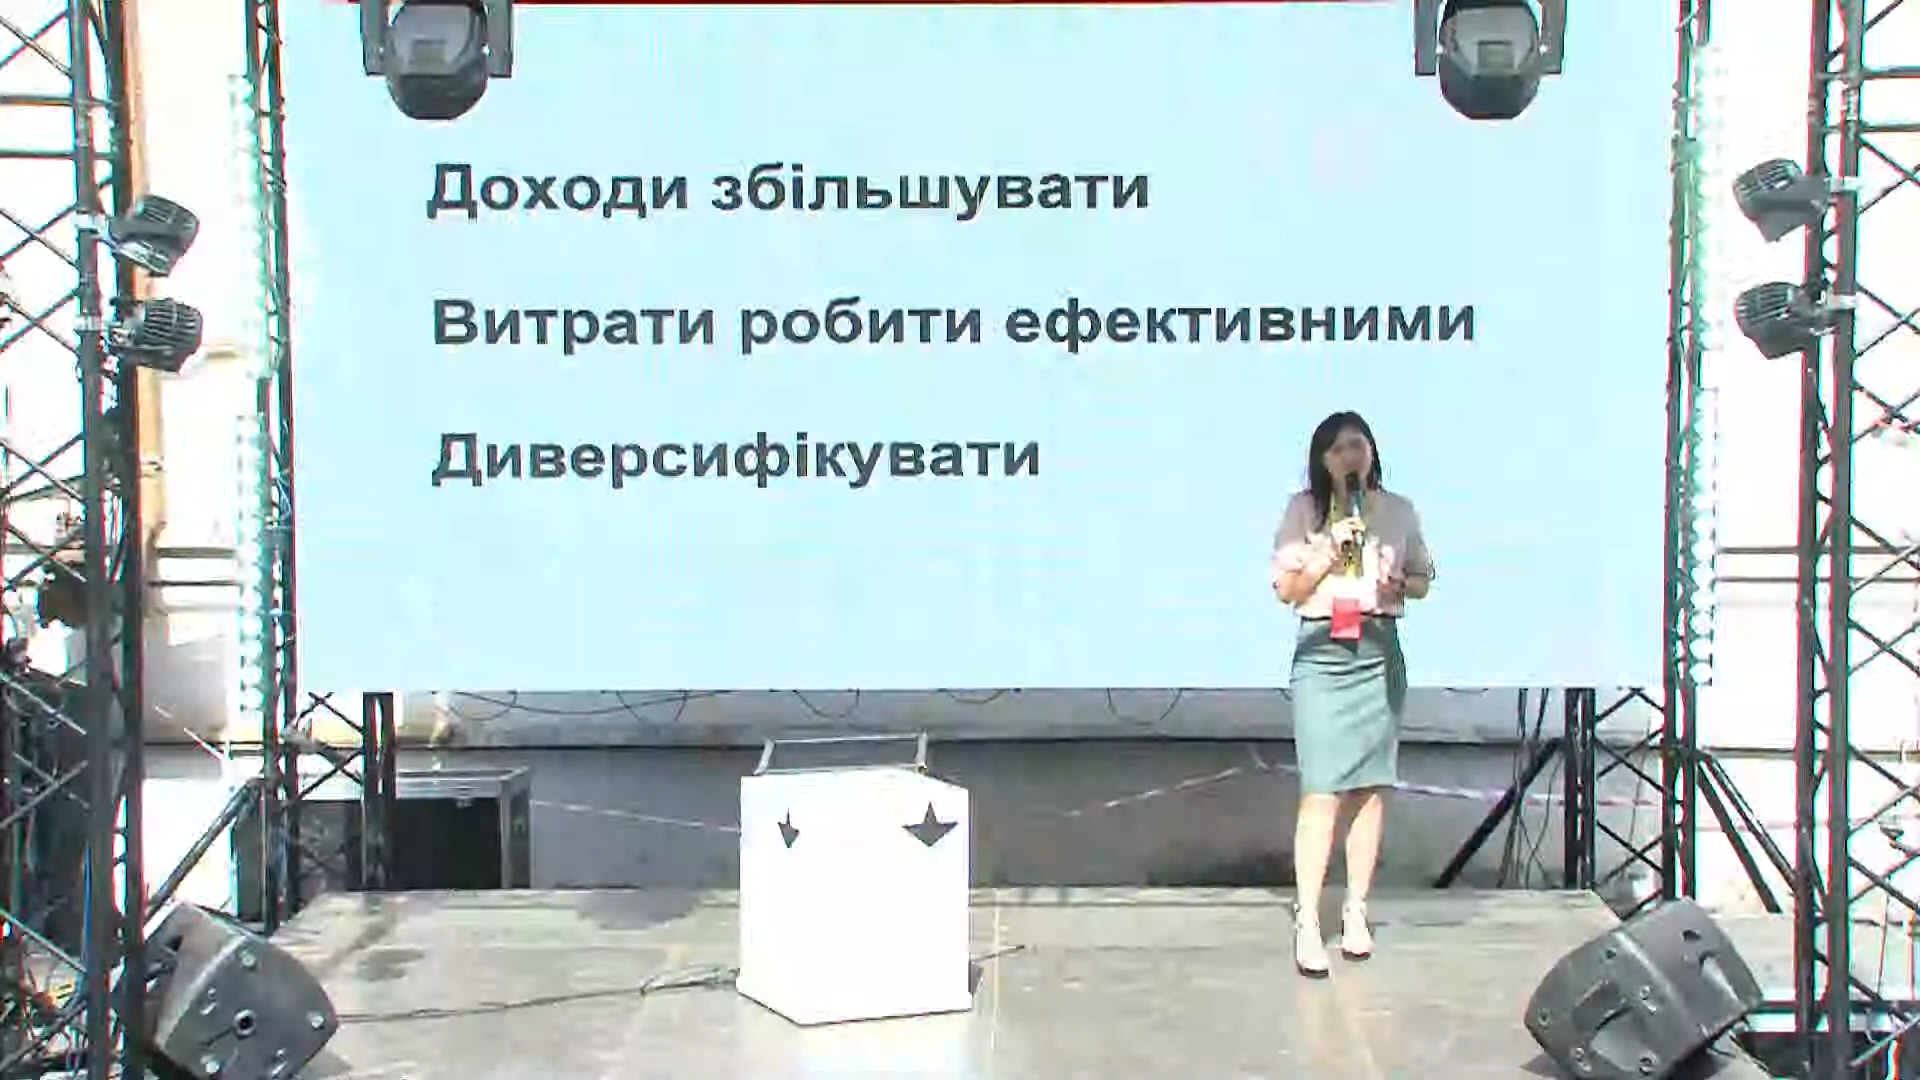 Доходи збільшувати
Витрати робити ефективними
Диверсифікувати